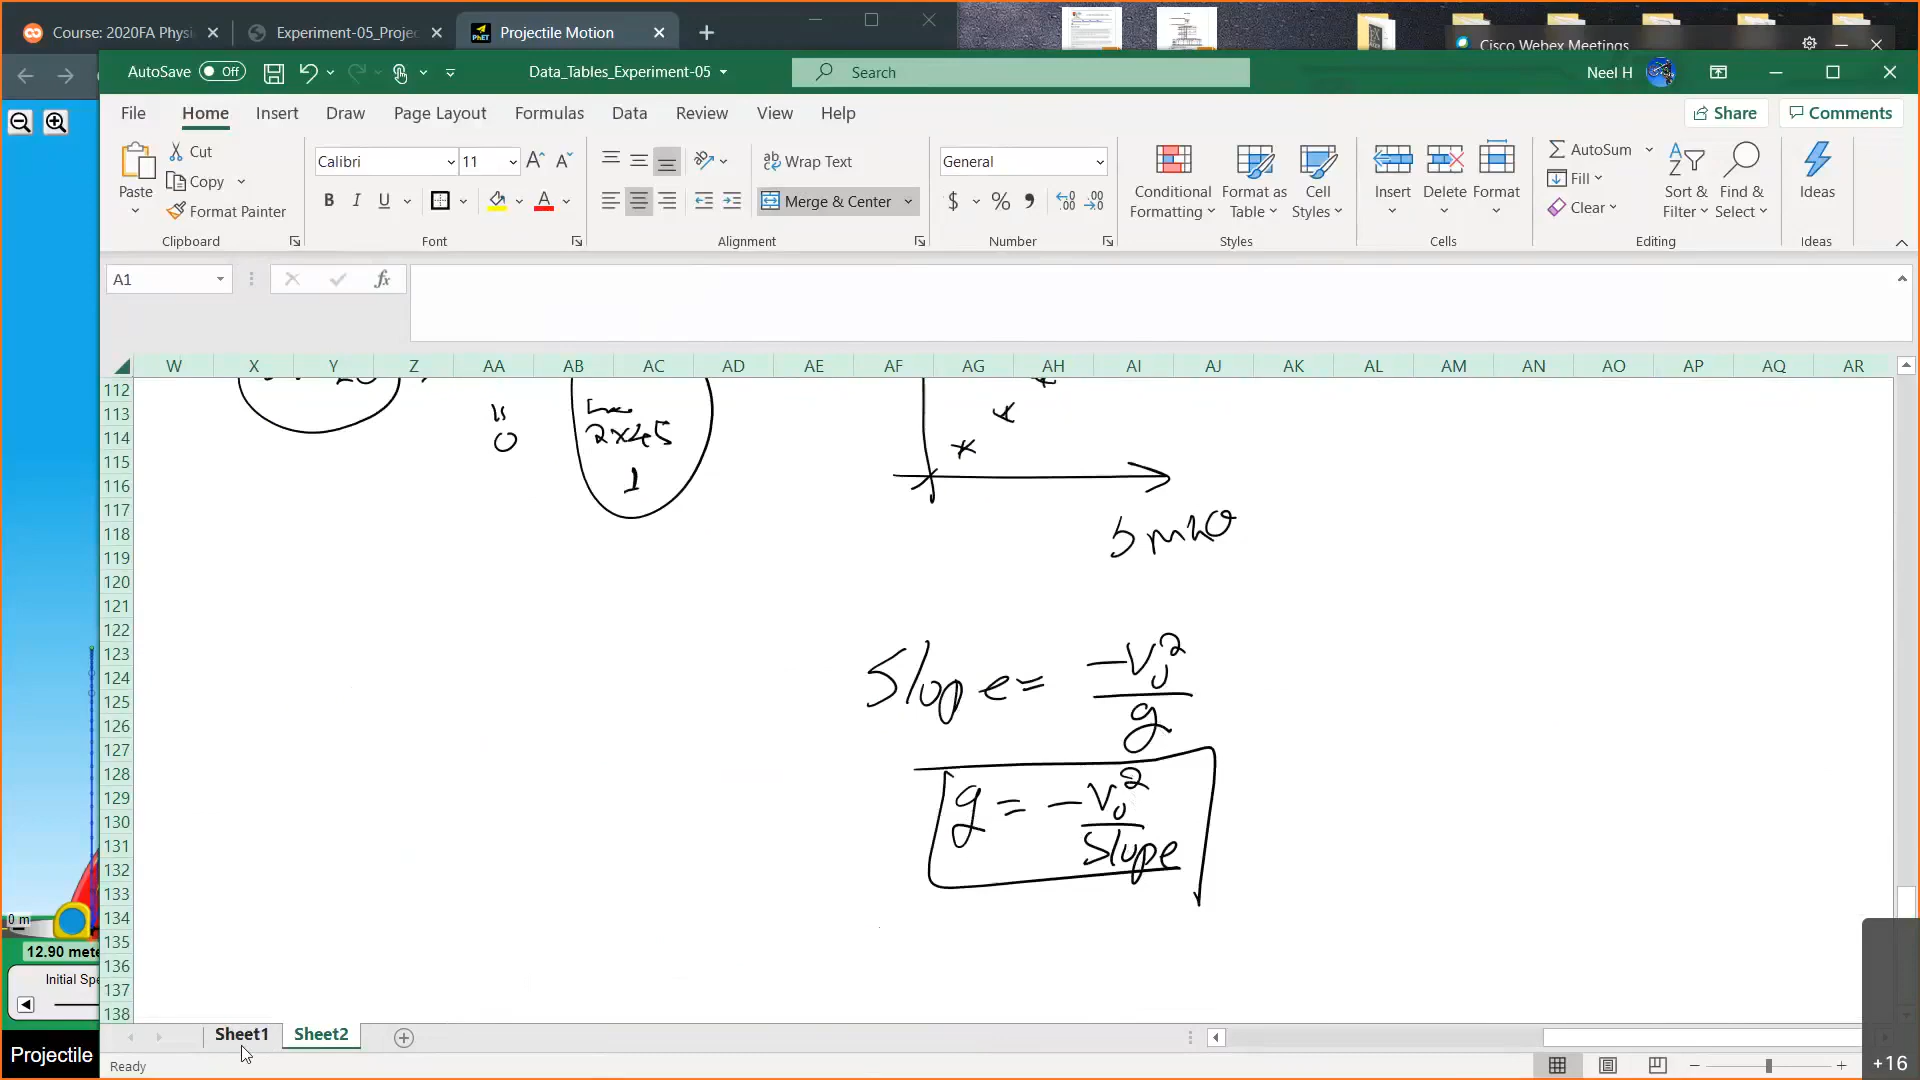 Course: 2020FA Physi
Experiment-05_Projec
Projectile Motion
Cisco Webex Meetings
AutoSave Off
Data_Tables_Experiment-05
Search
Neel H
File Home Insert Draw Page Layout Formulas Data Review View Help
Share Comments
Paste
Cut
Copy
Format Painter
Clipboard
Calibri 11
B I U
Font
Wrap Text
Merge & Center
Alignment
General
$ % ,
Number
Conditional Formatting
Format as Table
Cell Styles
Styles
Insert Delete Format
Cells
AutoSum
Fill
Clear
Sort & Filter
Find & Select
Editing
Ideas
Ideas
A1
fx
W X Y Z AA AB AC AD AE AF AG AH AI AJ AK AL AM AN AO AP AQ AR
112
113
114
115
116
117
118
119
120
121
122
123
124
125
126
127
128
129
130
131
132
133
134
135
136
137
138
0
2×45
1
Sin2θ
Slope = -v₀²
g
g = -v₀²
Slope
0 m
12.90 mete
Initial Spe
Projectile
Sheet1 Sheet2
Ready
+16